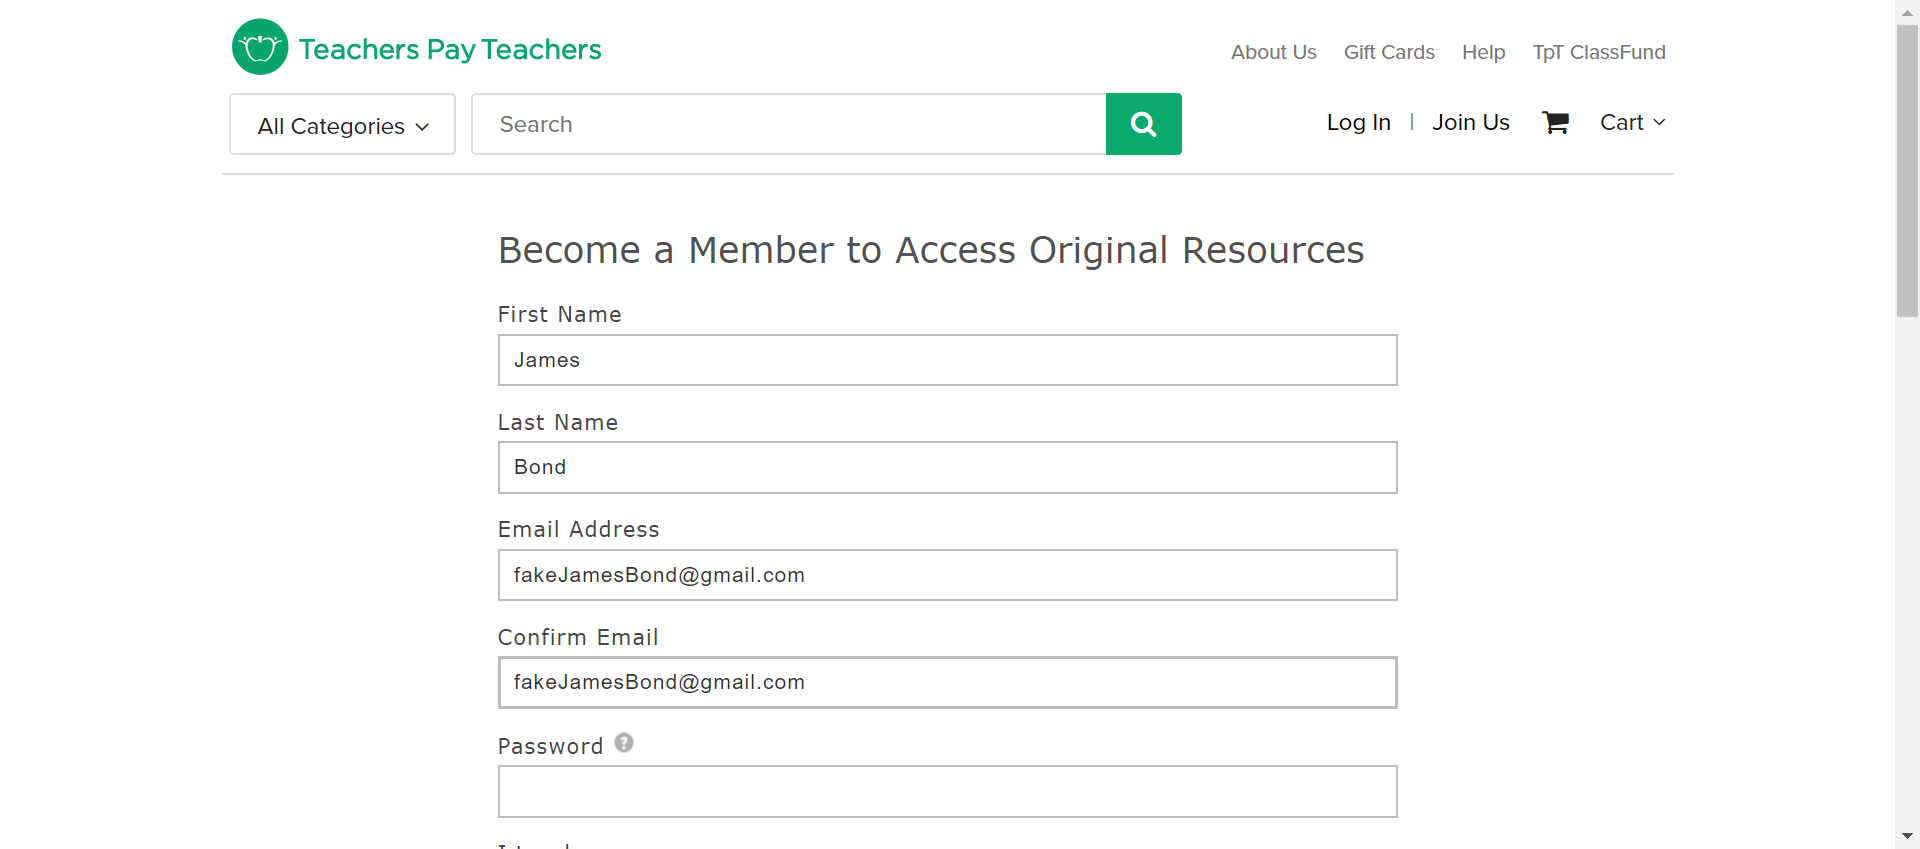 Teachers Pay Teachers
About Us Gift Cards Help TpT ClassFund
All Categories Search Log In | Join Us Cart
Become a Member to Access Original Resources
First Name
James
Last Name
Bond
Email Address
fakeJamesBond@gmail.com
Confirm Email
fakeJamesBond@gmail.com
Password ?